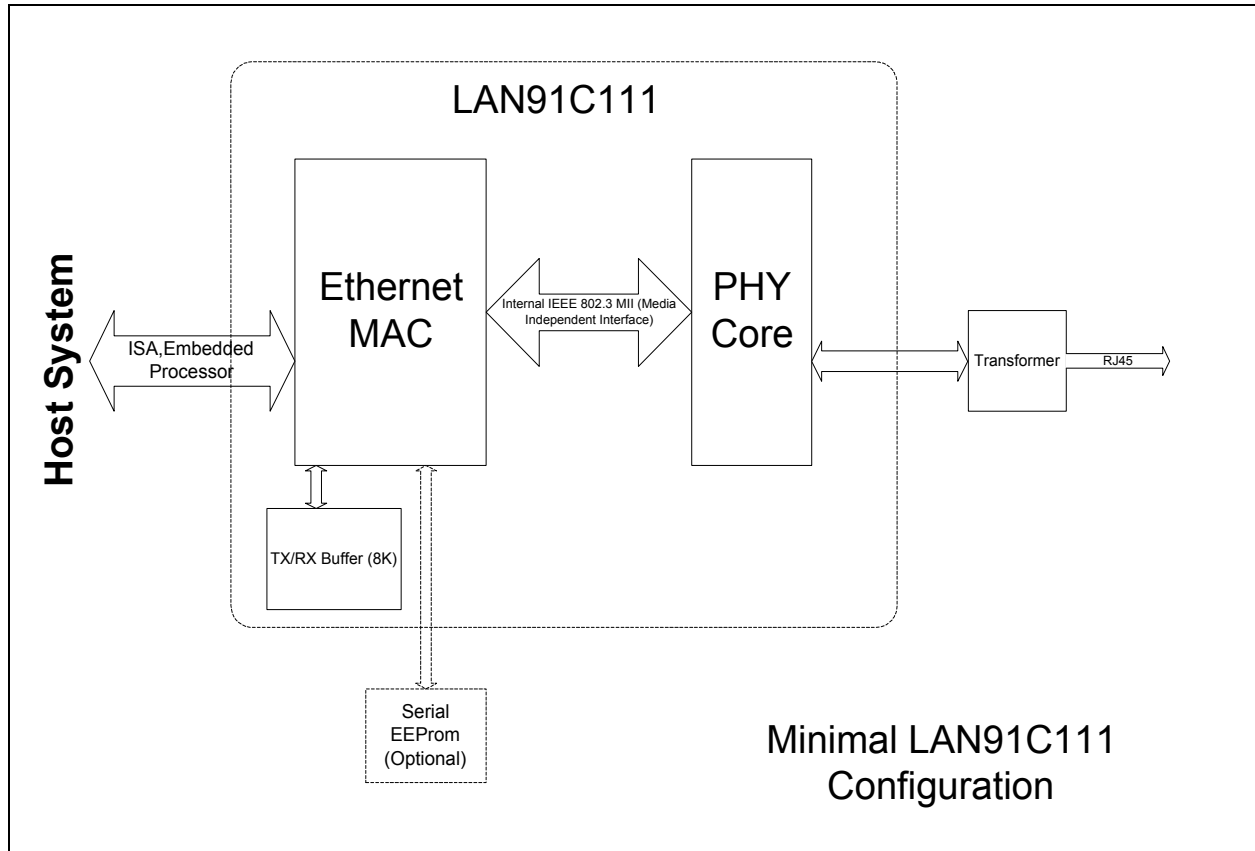 LAN91C111
Host System
ISA,Embedded
Processor
Ethernet
MAC
Internal IEEE 802.3 MII (Media
Independent Interface)
PHY
Core
Transformer
RJ45
TX/RX Buffer (8K)
Serial
EEProm
(Optional)
Minimal LAN91C111
Configuration